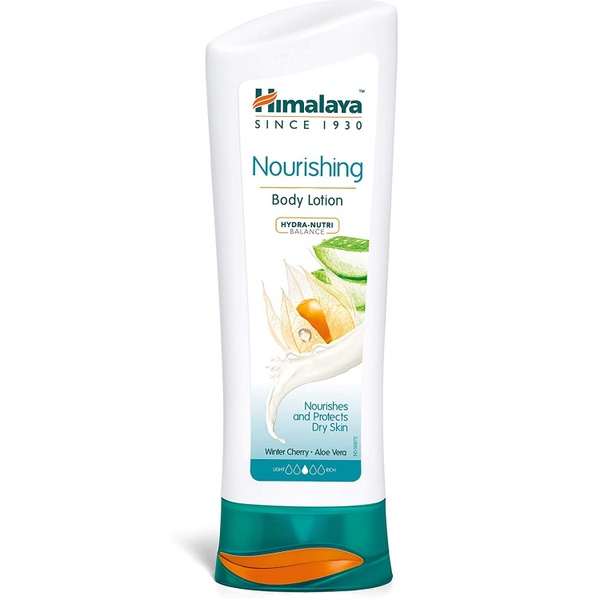 Himalaya™
SINCE 1930
Nourishing
Body Lotion
HYDRA-NUTRI
BALANCE
Nourishes
and Protects
Dry Skin
Winter Cherry • Aloe Vera
LIGHT RICH